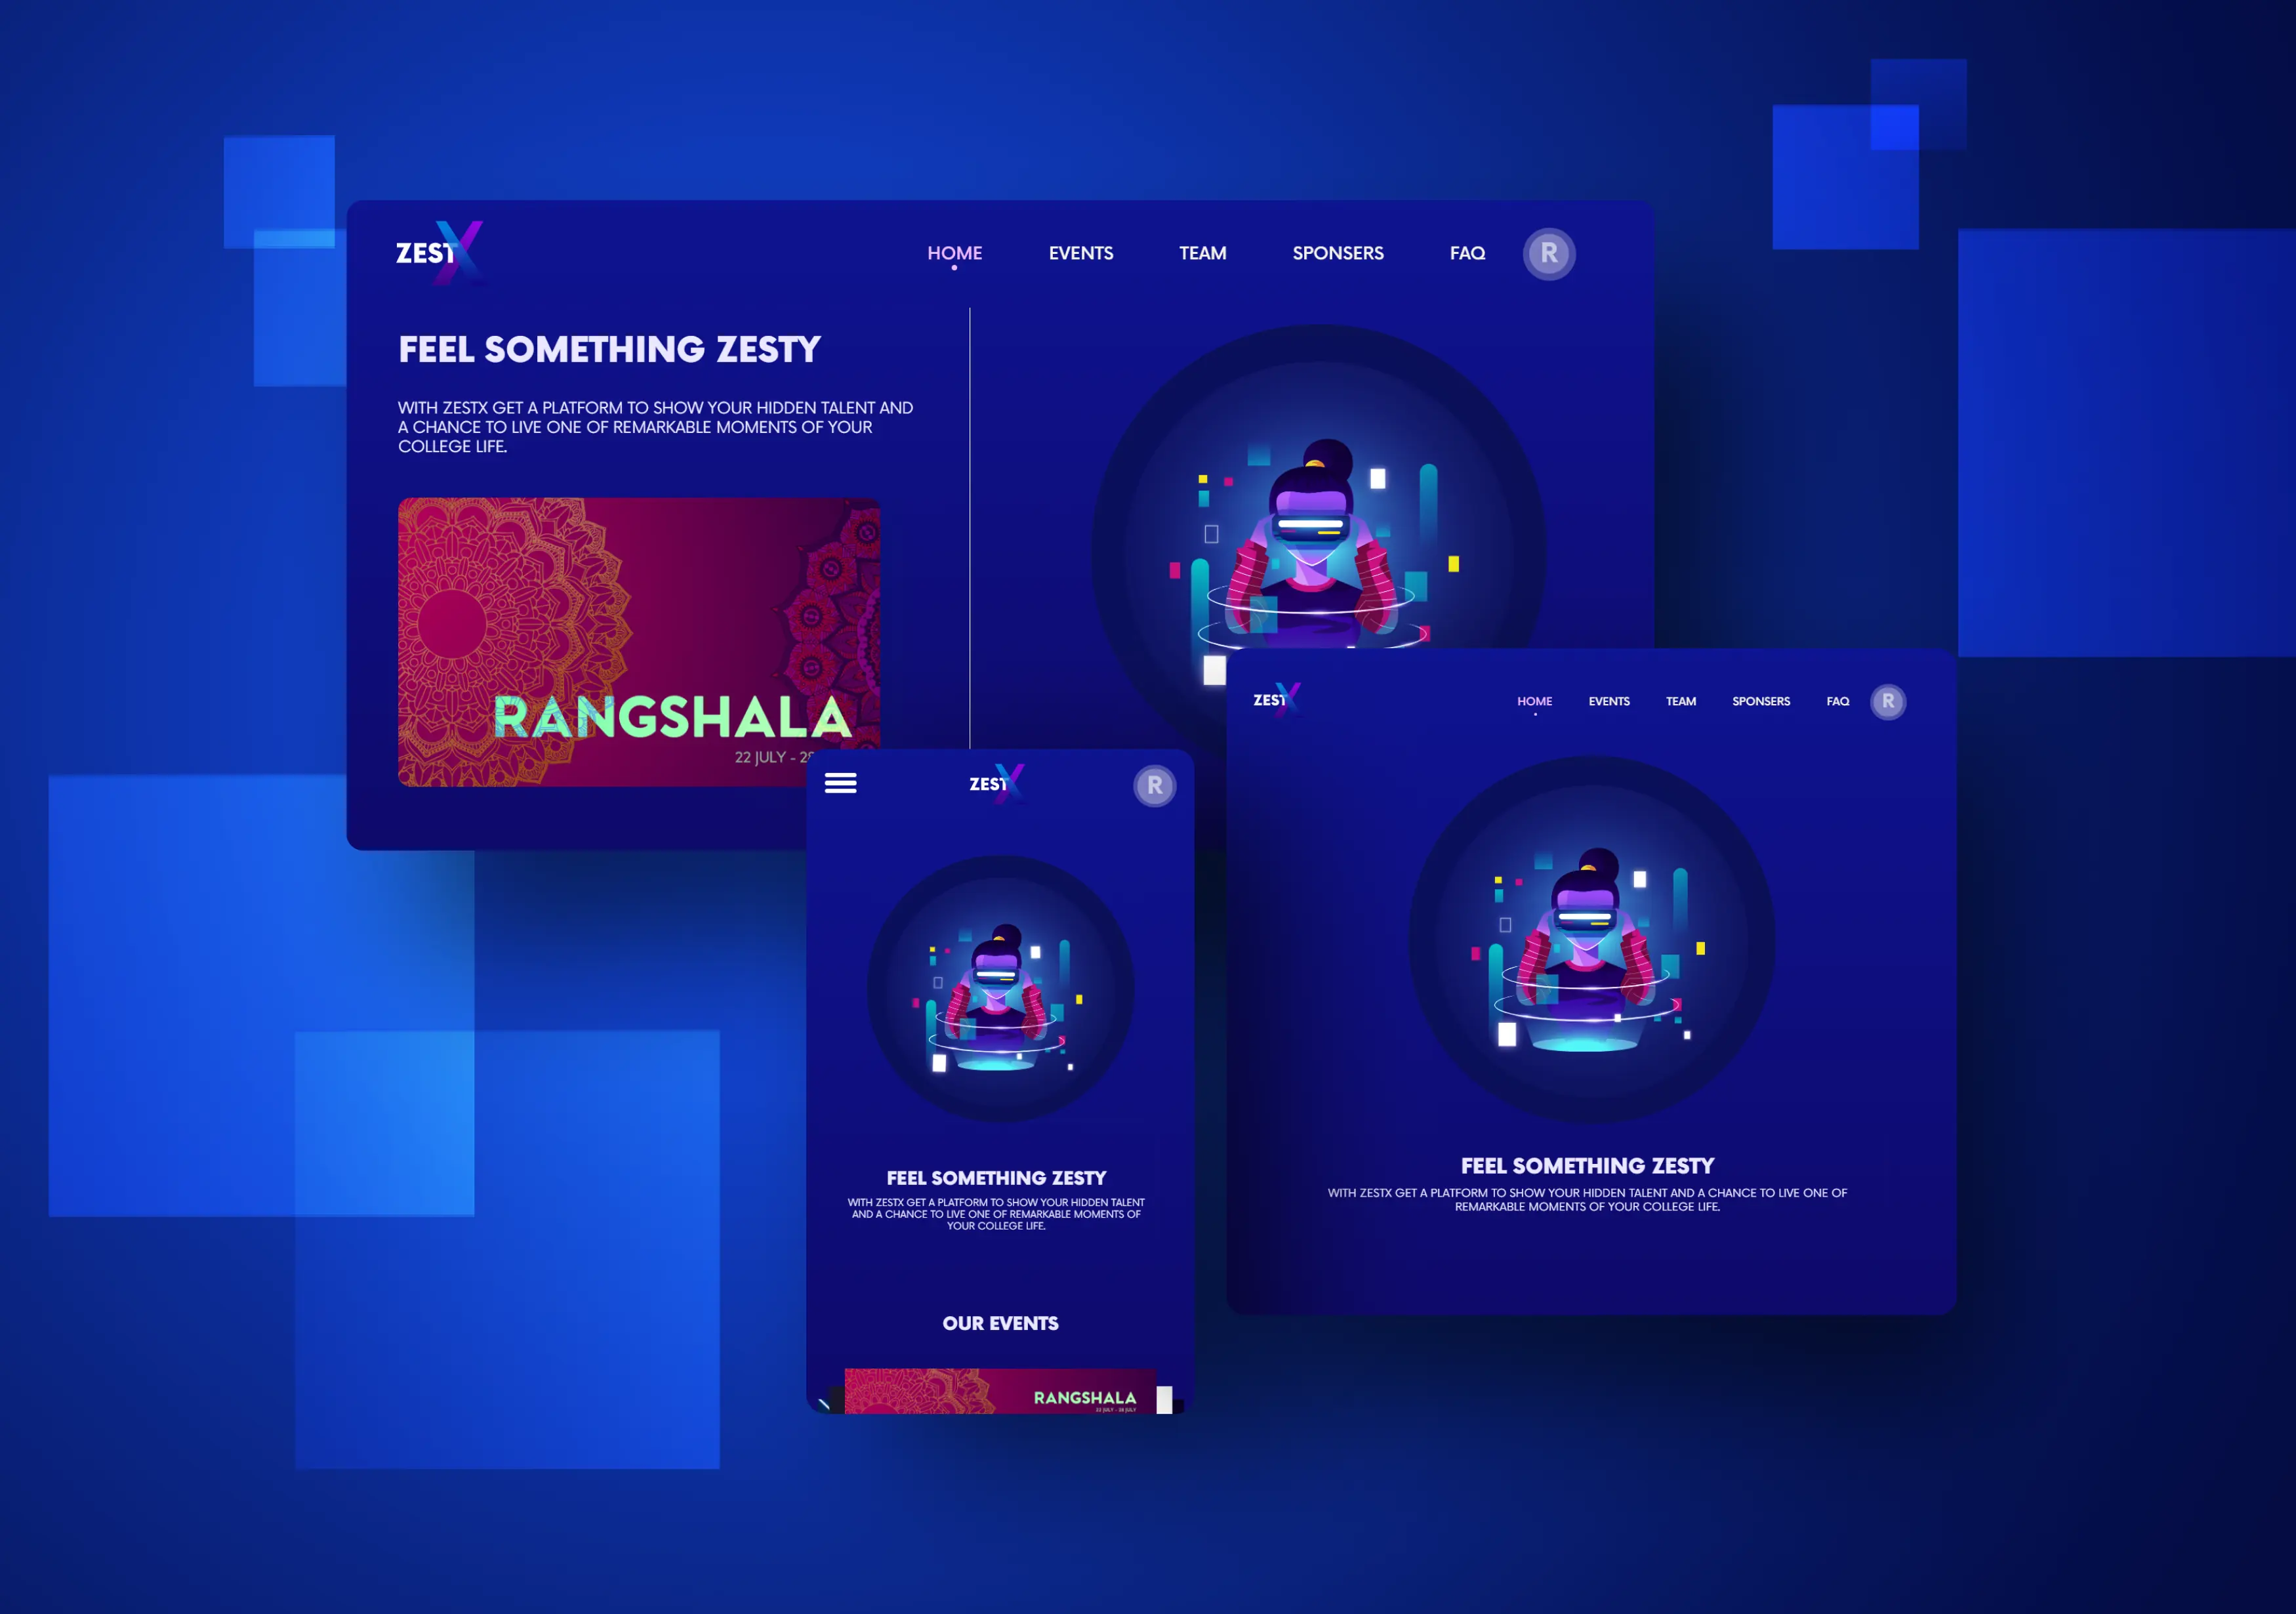 ZESTX
HOME EVENTS TEAM SPONSERS FAQ R
FEEL SOMETHING ZESTY
WITH ZESTX GET A PLATFORM TO SHOW YOUR HIDDEN TALENT AND
A CHANCE TO LIVE ONE OF REMARKABLE MOMENTS OF YOUR
COLLEGE LIFE.
RANGSHALA
22 JULY - 2
ZESTX R
FEEL SOMETHING ZESTY
WITH ZESTX GET A PLATFORM TO SHOW YOUR HIDDEN TALENT
AND A CHANCE TO LIVE ONE OF REMARKABLE MOMENTS OF
YOUR COLLEGE LIFE.
OUR EVENTS
RANGSHALA
22 JULY - 28 JULY
ZESTX
HOME EVENTS TEAM SPONSERS FAQ R
FEEL SOMETHING ZESTY
WITH ZESTX GET A PLATFORM TO SHOW YOUR HIDDEN TALENT AND A CHANCE TO LIVE ONE OF
REMARKABLE MOMENTS OF YOUR COLLEGE LIFE.